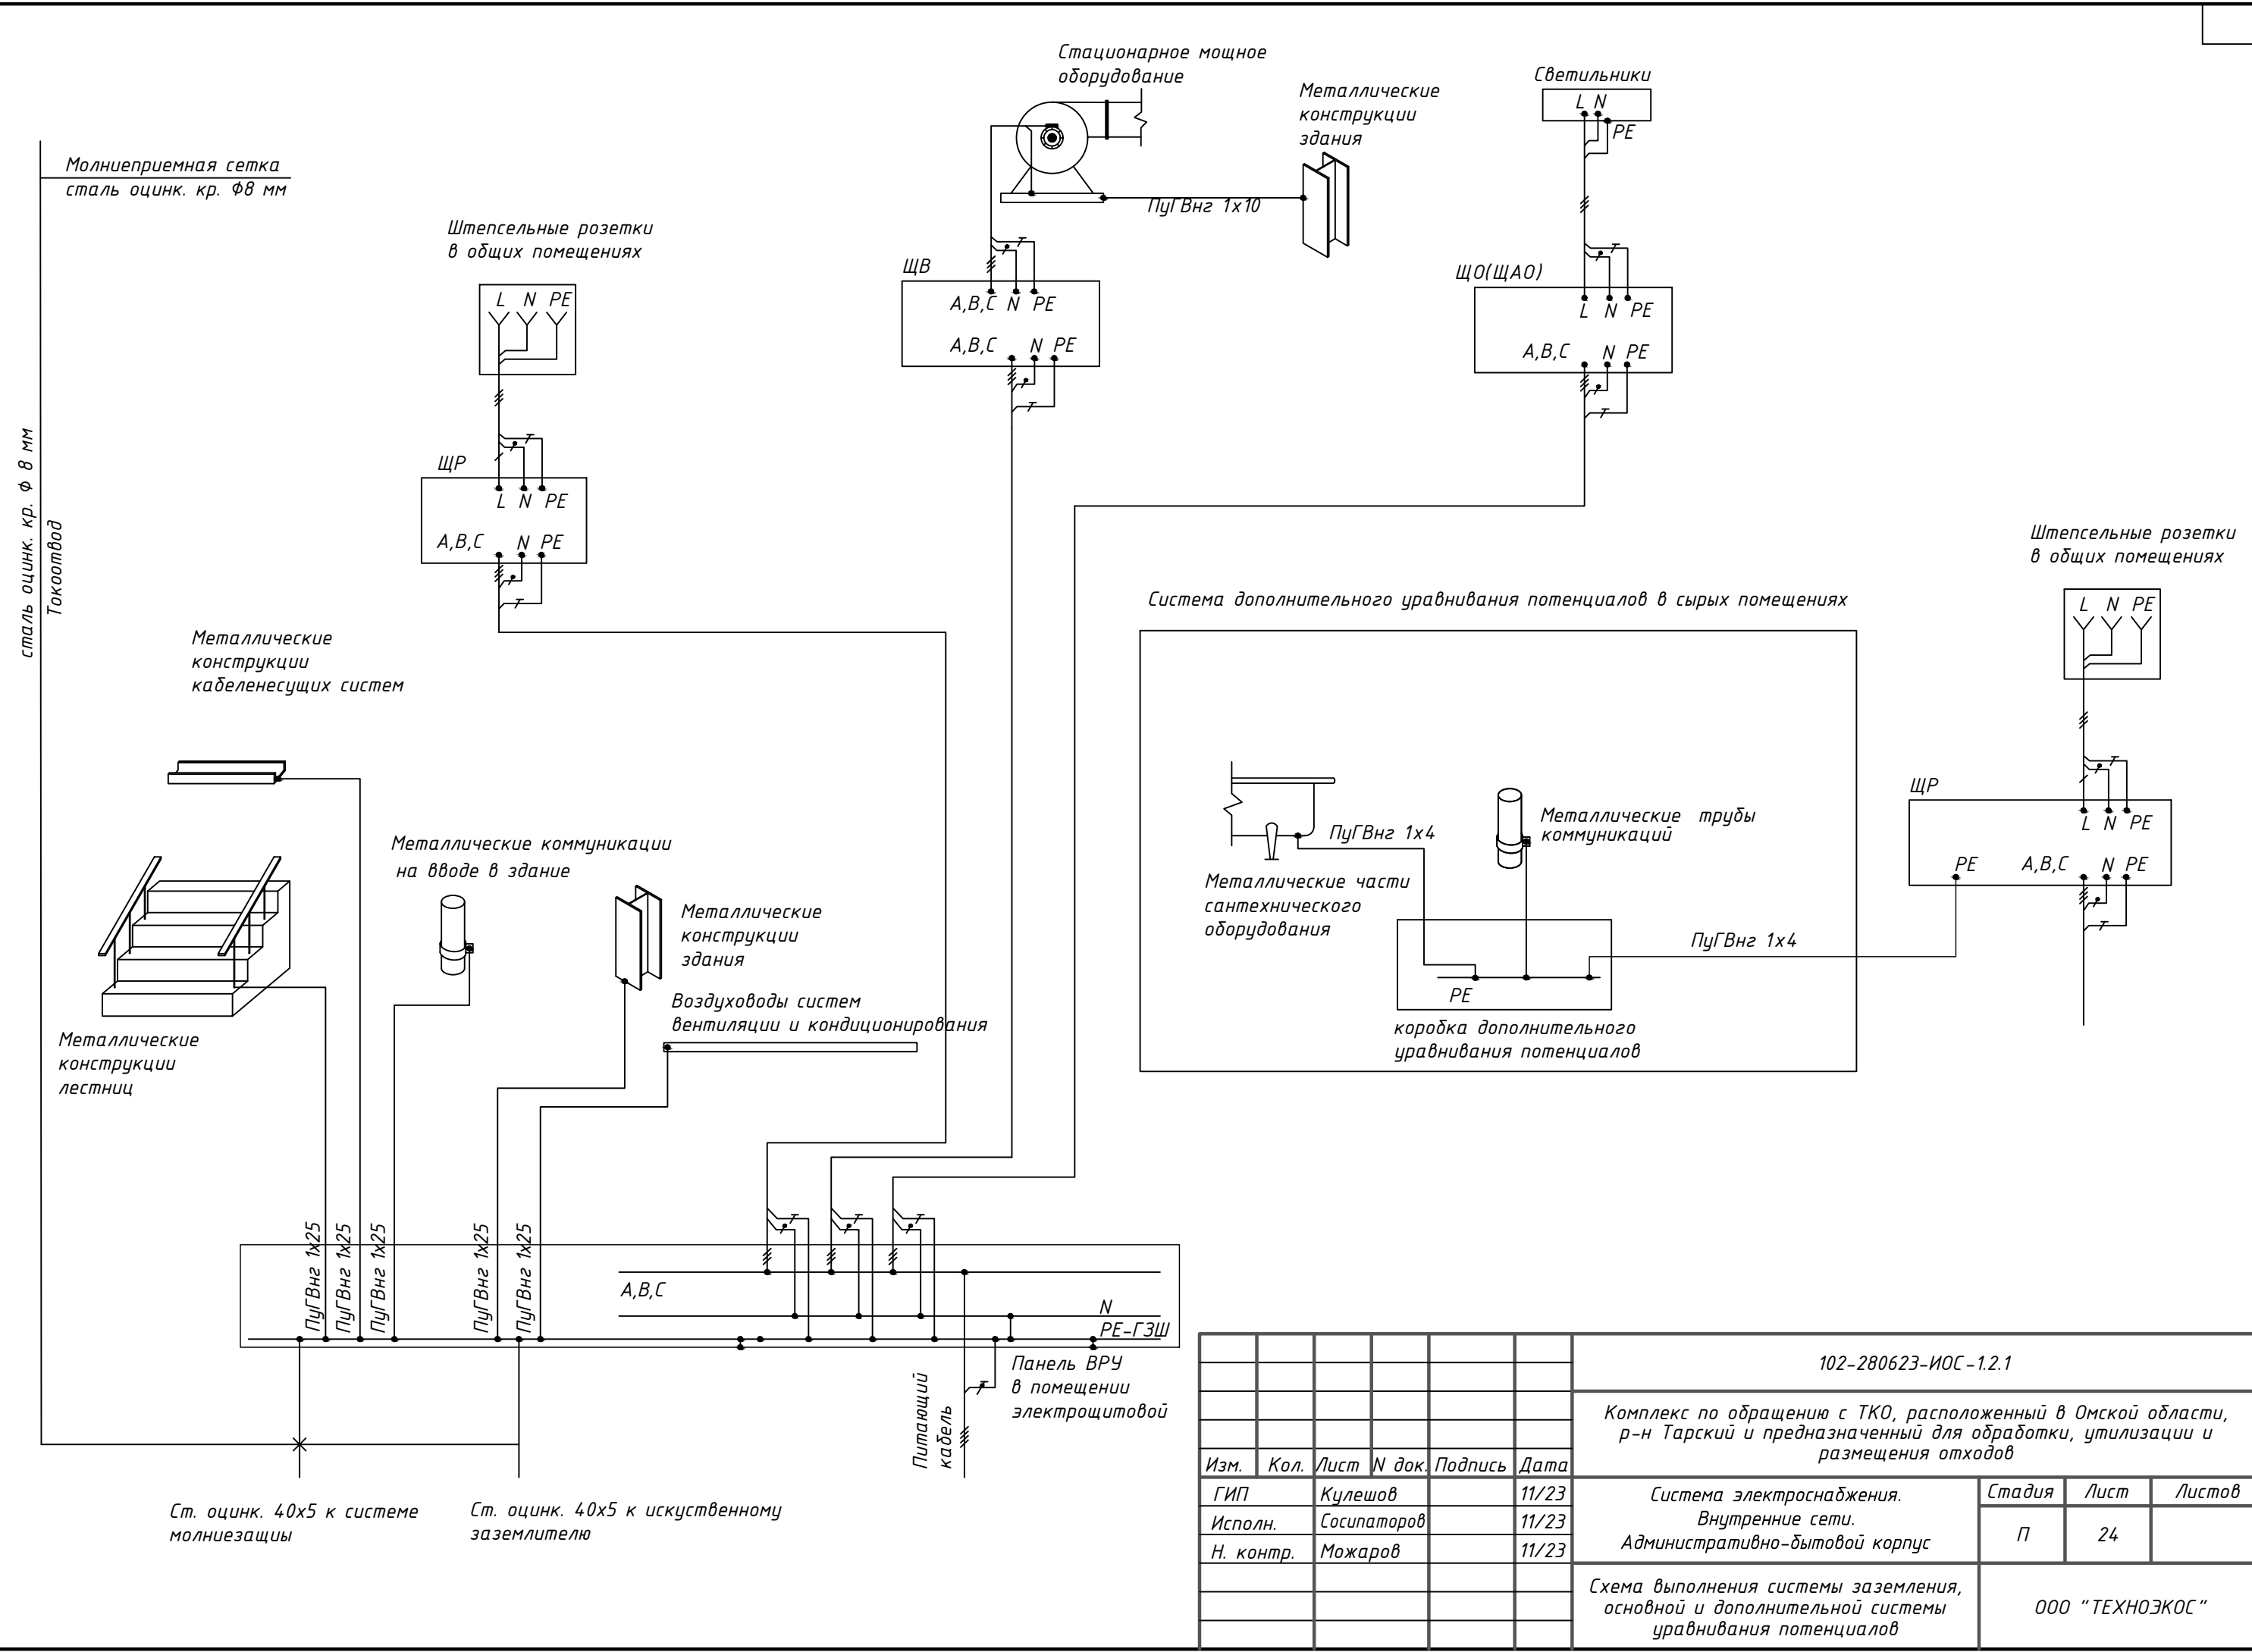 Стационарное мощное
оборудование
Металлические
конструкции
здания
Светильники
L N
PE
Молниеприемная сетка
сталь оцинк. кр. Ф8 мм
ПуГВнг 1х10
Штепсельные розетки
в общих помещениях
L N PE
ЩВ
A,B,C N PE
A,B,C N PE
ЩО(ЩАО)
L N PE
A,B,C N PE
ЩР
L N PE
A,B,C N PE
сталь оцинк. кр. Ф 8 мм
Токоотвод
Штепсельные розетки
в общих помещениях
L N PE
Система дополнительного уравнивания потенциалов в сырых помещениях
Металлические
конструкции
кабеленесущих систем
ЩР
L N PE
PE A,B,C N PE
ПуГВнг 1х4
Металлические трубы
коммуникаций
Металлические части
сантехнического
оборудования
ПуГВнг 1х4
PE
коробка дополнительного
уравнивания потенциалов
Металлические коммуникации
на вводе в здание
Металлические
конструкции
здания
Воздуховоды систем
вентиляции и кондиционирования
Металлические
конструкции
лестниц
ПуГВнг 1х25
ПуГВнг 1х25
ПуГВнг 1х25
ПуГВнг 1х25
ПуГВнг 1х25
A,B,C
N
РЕ-ГЗШ
Питающий
кабель
Панель ВРУ
в помещении
электрощитовой
Ст. оцинк. 40х5 к системе
молниезащиы
Ст. оцинк. 40х5 к искуственному
заземлителю
102-280623-ИОС-1.2.1
Комплекс по обращению с ТКО, расположенный в Омской области,
р-н Тарский и предназначенный для обработки, утилизации и
размещения отходов
Изм. Кол. Лист N док. Подпись Дата
ГИП Кулешов 11/23
Исполн. Сосипаторов 11/23
Н. контр. Можаров 11/23
Система электроснабжения.
Внутренние сети.
Административно-бытовой корпус
Стадия Лист Листов
П 24
Схема выполнения системы заземления,
основной и дополнительной системы
уравнивания потенциалов
ООО "ТЕХНОЭКОС"